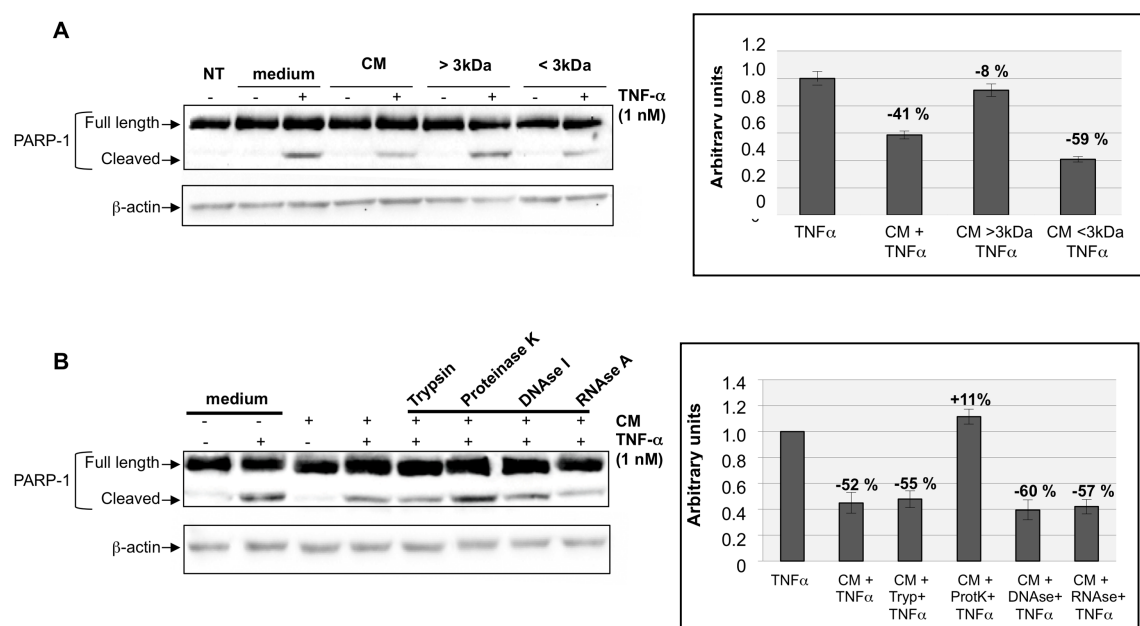 A
NT
medium
CM
> 3kDa
< 3kDa
- - + - + - + - +
TNF-α
(1 nM)
PARP-1
Full length
Cleaved
β-actin
1.2
1.0
0.8
0.6
0.4
0.2
0
Arbitrary units
-41 %
-8 %
-59 %
TNFα
CM +
TNFα
CM >3kDa
TNFα
CM <3kDa
TNFα
B
medium
Trypsin
Proteinase K
DNAse I
RNAse A
- - + + + + + +
CM
- + - + + + + +
TNF-α
(1 nM)
PARP-1
Full length
Cleaved
β-actin
1.4
1.2
1.0
0.8
0.6
0.4
0.2
0
Arbitrary units
-52 %
-55 %
+11%
-60 %
-57 %
TNFα
CM +
TNFα
CM +
Tryp+
TNFα
CM +
ProtK+
TNFα
CM +
DNAse+
TNFα
CM +
RNAse+
TNFα